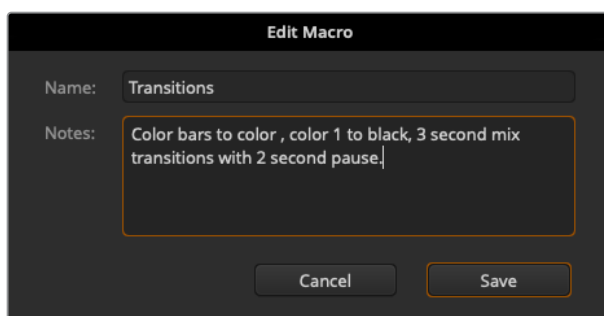 Edit Macro
Name: Transitions
Notes: Color bars to color , color 1 to black, 3 second mix
transitions with 2 second pause.
Cancel Save